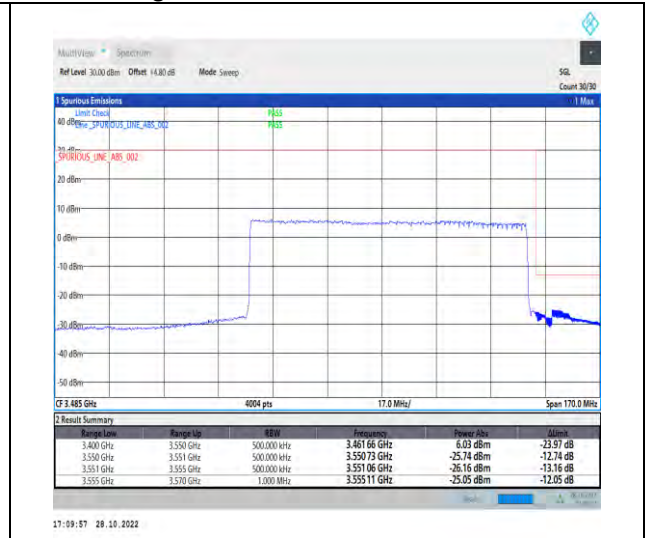 MultiView Spectrum
Ref Level 30.00 dBm Offset 14.80 dB Mode Sweep SGL
Count 30/30
1 Spurious Emissions 1 Max
Limit Check PASS
40 dBm Line _SPURIOUS_LINE_ABS_002 PASS
_SPURIOUS_LINE_ABS_002
20 dBm
10 dBm
0 dBm
-10 dBm
-20 dBm
-30 dBm
-40 dBm
-50 dBm
CF 3.485 GHz 4004 pts 17.0 MHz/ Span 170.0 MHz
2 Result Summary
Range Low Range Up RBW Frequency Power Abs ΔLimit
3.400 GHz 3.550 GHz 500.000 kHz 3.461 66 GHz 6.03 dBm -23.97 dB
3.550 GHz 3.551 GHz 500.000 kHz 3.550 73 GHz -25.74 dBm -12.74 dB
3.551 GHz 3.555 GHz 500.000 kHz 3.551 06 GHz -26.16 dBm -13.16 dB
3.555 GHz 3.570 GHz 1.000 MHz 3.555 11 GHz -25.05 dBm -12.05 dB
17:09:57 28.10.2022